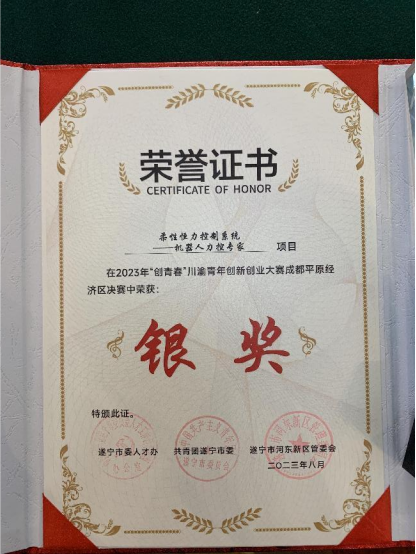 荣誉证书
CERTIFICATE OF HONOR
柔性恒力控制系统
——机器人力控专家 项目
在2023年“创青春”川渝青年创新创业大赛成都平原经
济区决赛中荣获：
银 奖
特颁此证。
遂宁市委人才办 共青团遂宁市委 遂宁市河东新区管委会
二〇二三年八月